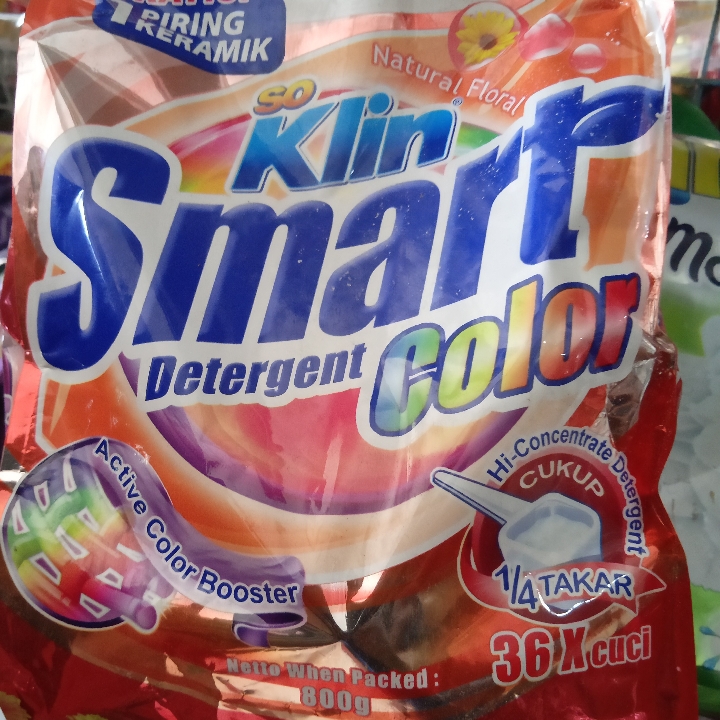 1 PIRING
KERAMIK
Natural Floral
SO
Klin
Smart
Detergent
Color
Active Color Booster
Hi-Concentrate Detergent
CUKUP
1/4 TAKAR
36 X cuci
Netto When Packed :
800g